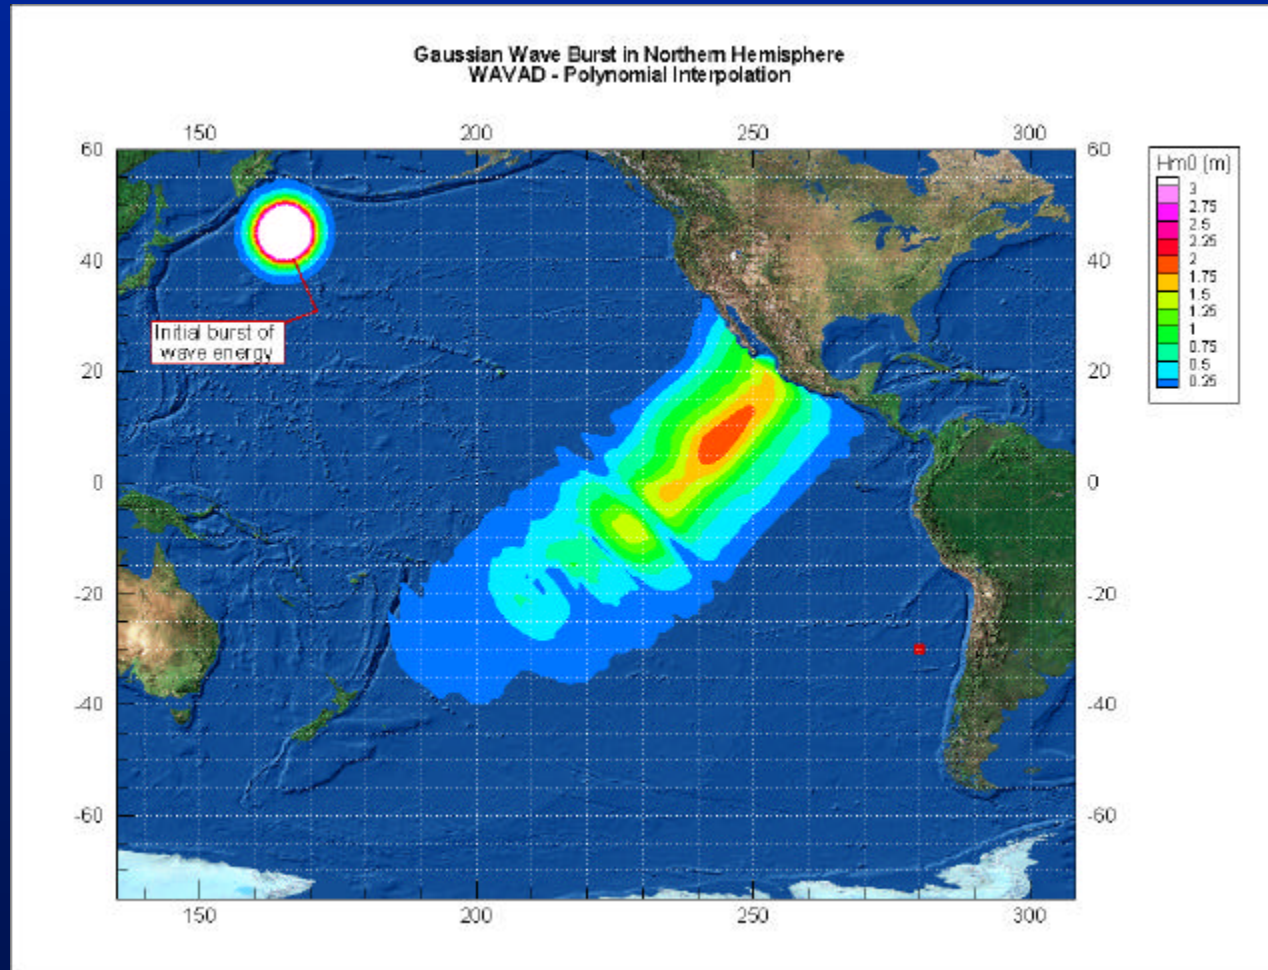 Gaussian Wave Burst in Northern Hemisphere
WAVAD - Polynomial Interpolation
150 200 250 300
60 60
40 40
20 20
0 0
-20 -20
-40 -40
-60 -60
150 200 250 300
Initial burst of
wave energy
Hm0 (m)
3
2.75
2.5
2.25
2
1.75
1.5
1.25
1
0.75
0.5
0.25